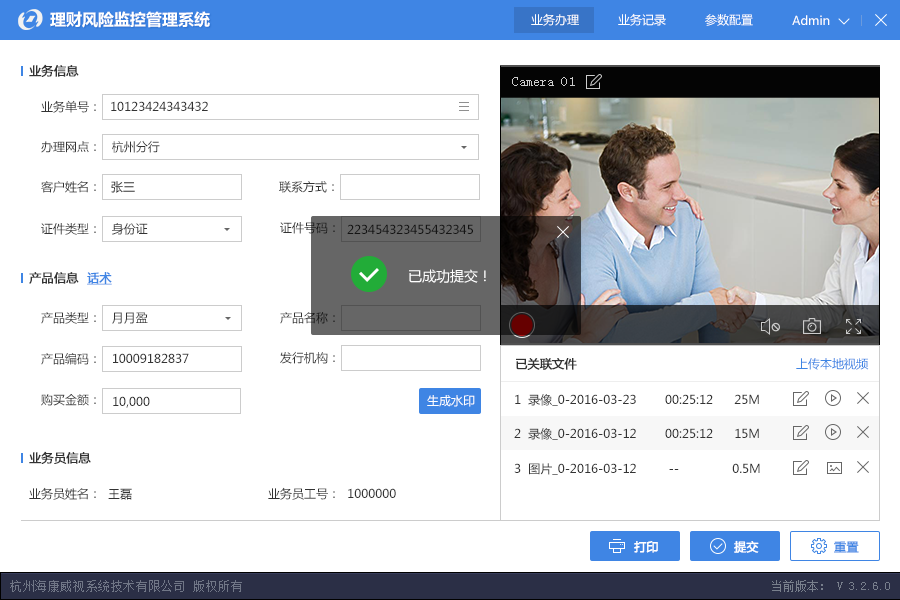 理财风险监控管理系统 业务办理 业务记录 参数配置 Admin
业务信息
业务单号： 10123424343432
办理网点： 杭州分行
客户姓名： 张三 联系方式：
证件类型： 身份证 证件号码： 223454323455432345
产品信息 话术
产品类型： 月月盈 产品名称：
产品编码： 10009182837 发行机构：
购买金额： 10,000 生成水印
业务员信息
业务员姓名： 王磊 业务员工号： 1000000
已成功提交！
Camera 01
已关联文件 上传本地视频
1 录像_0-2016-03-23 00:25:12 25M
2 录像_0-2016-03-12 00:25:12 15M
3 图片_0-2016-03-12 -- 0.5M
打印 提交 重置
杭州海康威视系统技术有限公司 版权所有 当前版本： V 3.2.6.0